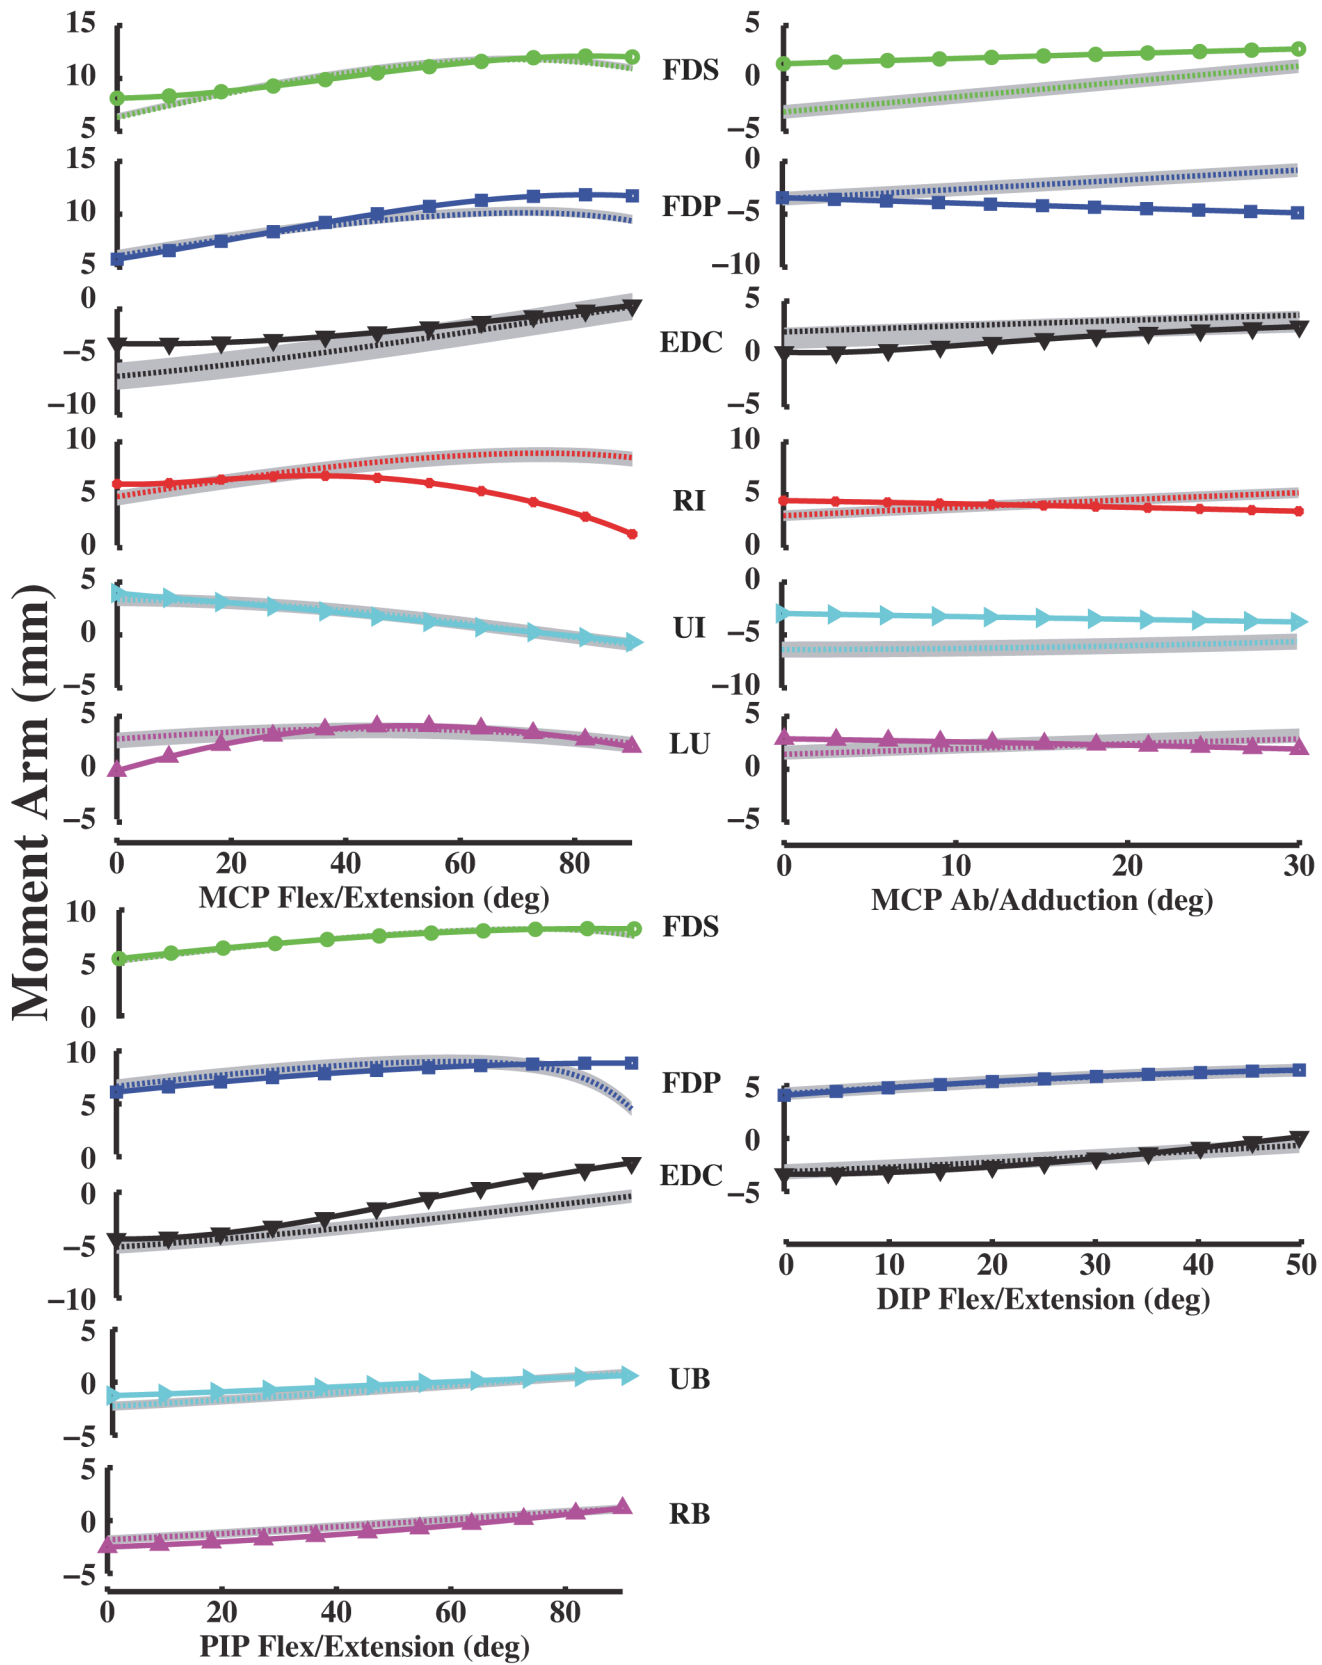 Moment Arm (mm)
15
10
5
FDS
5
0
−5
15
10
5
FDP
0
−5
−10
0
−5
−10
EDC
5
0
−5
10
5
0
RI
10
5
0
5
0
−5
UI
0
−5
−10
5
0
−5
LU
5
0
−5
0 20 40 60 80
MCP Flex/Extension (deg)
0 10 20 30
MCP Ab/Adduction (deg)
10
5
0
FDS
10
5
0
FDP
5
0
−5
0
−5
−10
EDC
0 10 20 30 40 50
DIP Flex/Extension (deg)
5
0
−5
UB
5
0
−5
RB
0 20 40 60 80
PIP Flex/Extension (deg)